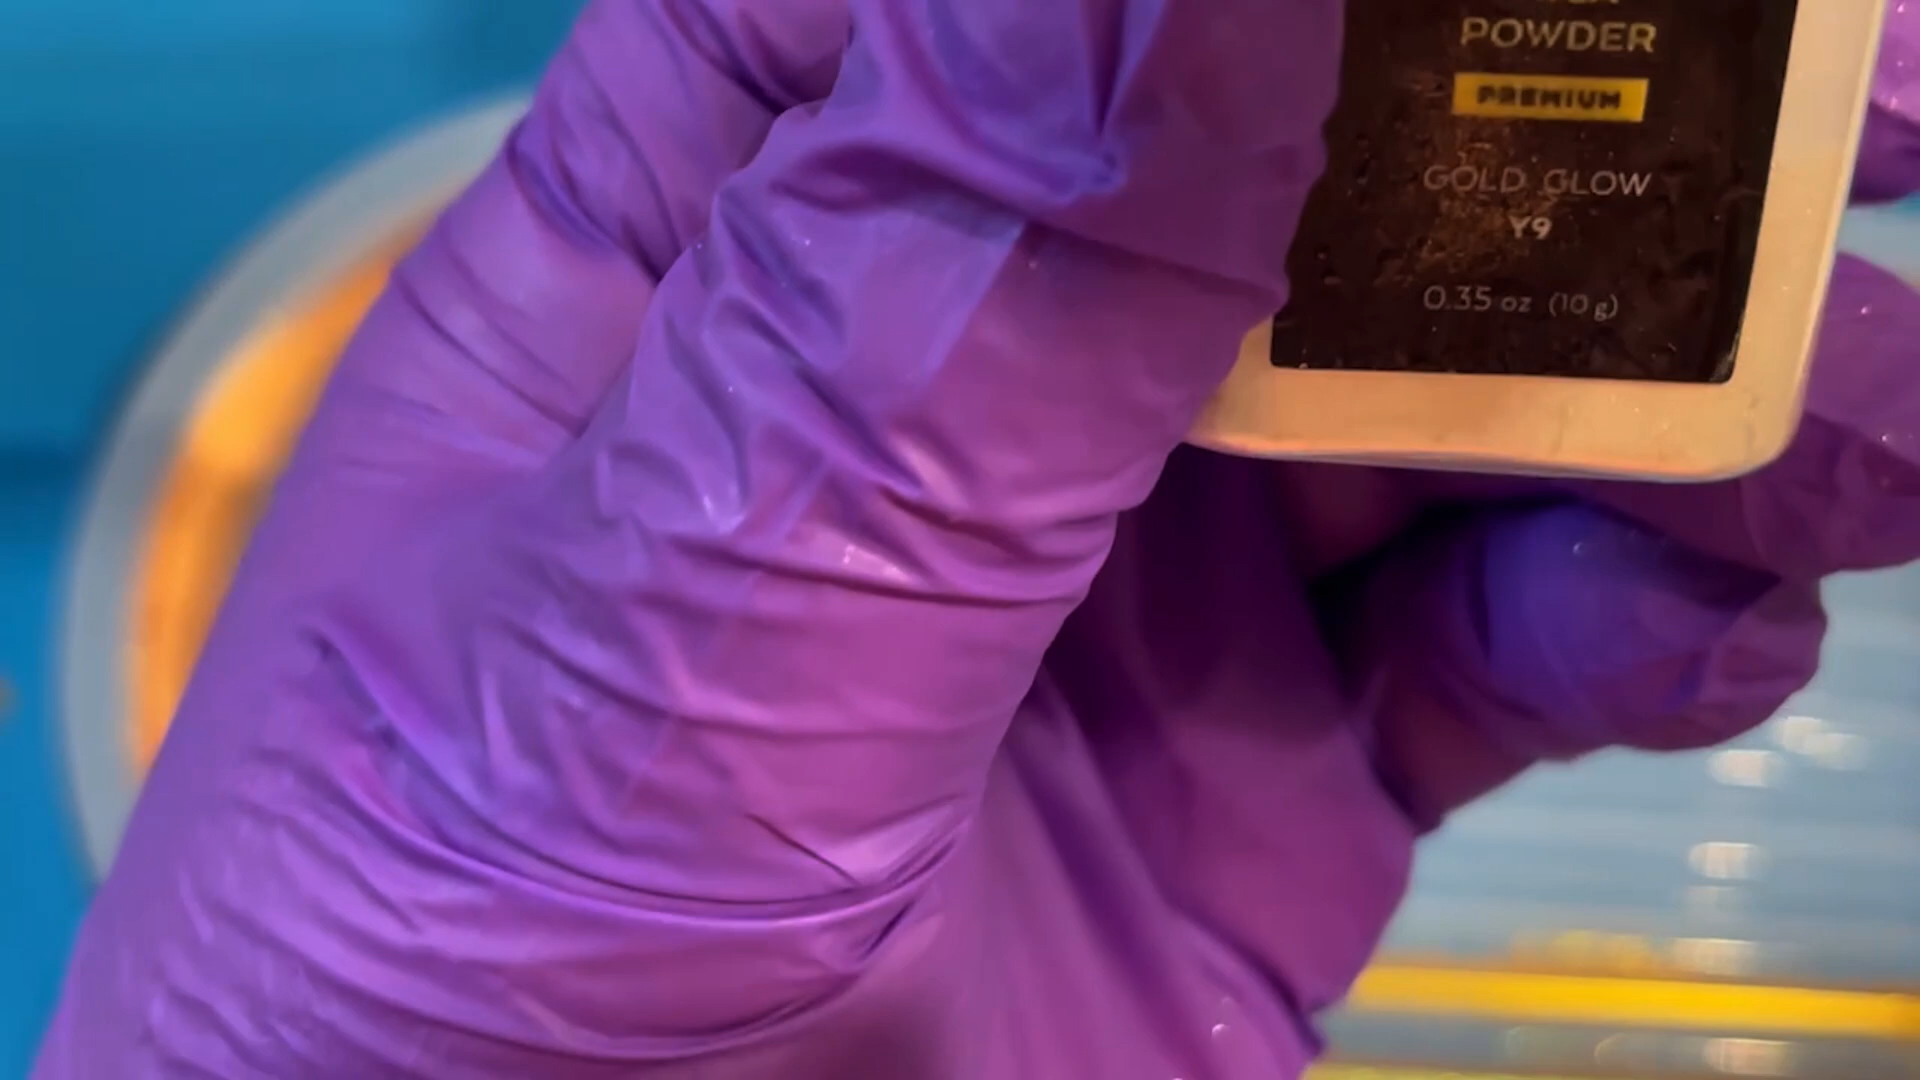 POWDER
PREMIUM
GOLD GLOW
Y9
0.35 oz (10 g)